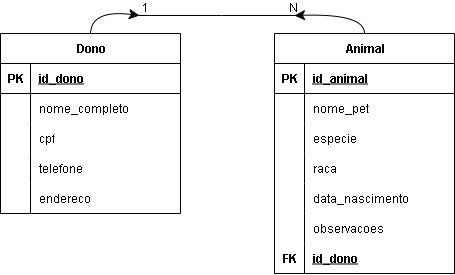 1 N
Dono
PK id_dono
nome_completo
cpf
telefone
endereco
Animal
PK id_animal
nome_pet
especie
raca
data_nascimento
observacoes
FK id_dono